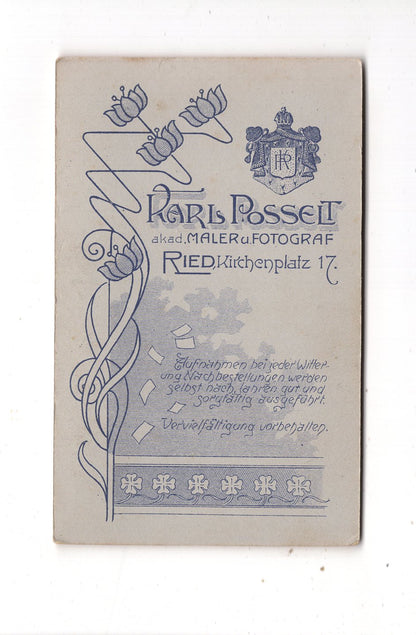 KR
KARL POSSELT
akad. MALER u. FOTOGRAF
RIED, Kirchenplatz 17.
Aufnahmen bei jeder Witter-
ung Nachbestellungen werden
selbst nach Jahren gut und
sorgfältig ausgeführt.
Vervielfältigung vorbehalten.